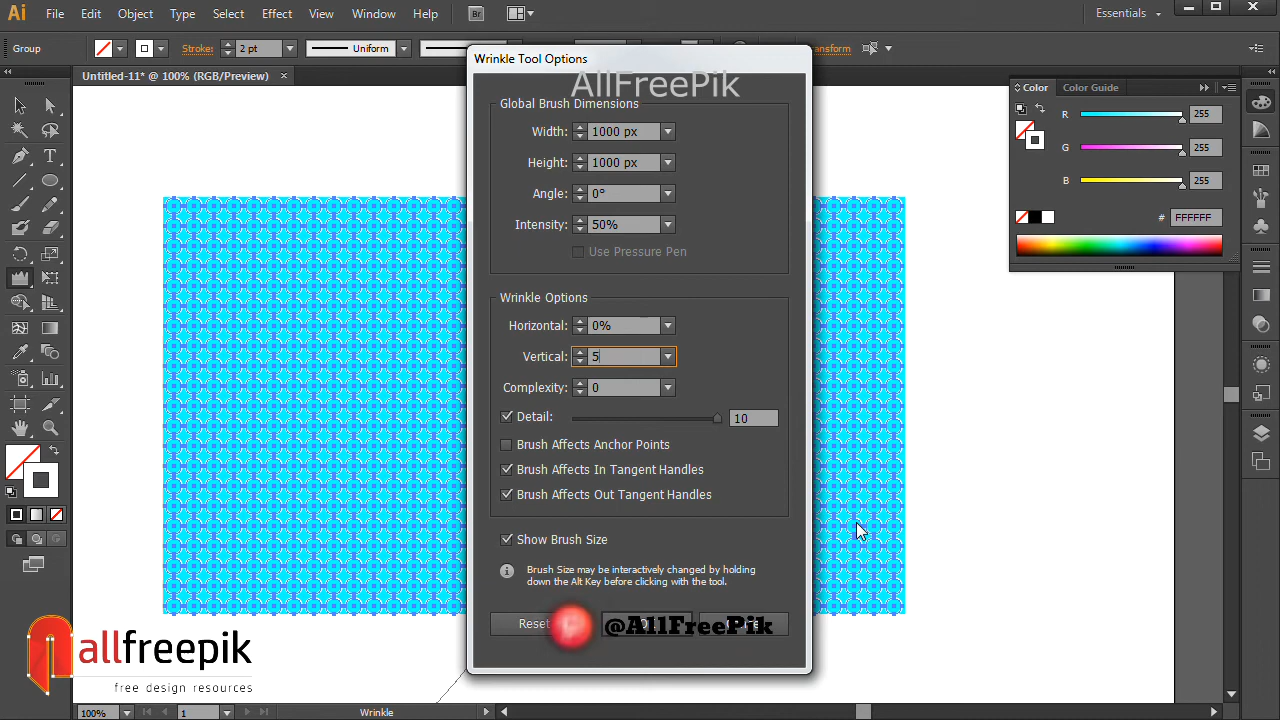 Ai File Edit Object Type Select Effect View Window Help Br Essentials
Group Stroke: 2 pt Uniform
Untitled-11* @ 100% (RGB/Preview)
Wrinkle Tool Options
AllFreePik
Global Brush Dimensions
Width: 1000 px
Height: 1000 px
Angle: 0°
Intensity: 50%
Use Pressure Pen
Wrinkle Options
Horizontal: 0%
Vertical: 5
Complexity: 0
Detail: 10
Brush Affects Anchor Points
Brush Affects In Tangent Handles
Brush Affects Out Tangent Handles
Show Brush Size
Brush Size may be interactively changed by holding
down the Alt Key before clicking with the tool.
Reset
@AllFreePik
Color Color Guide
R 255
G 255
B 255
# FFFFFF
allfreepik
free design resources
100% 1 Wrinkle